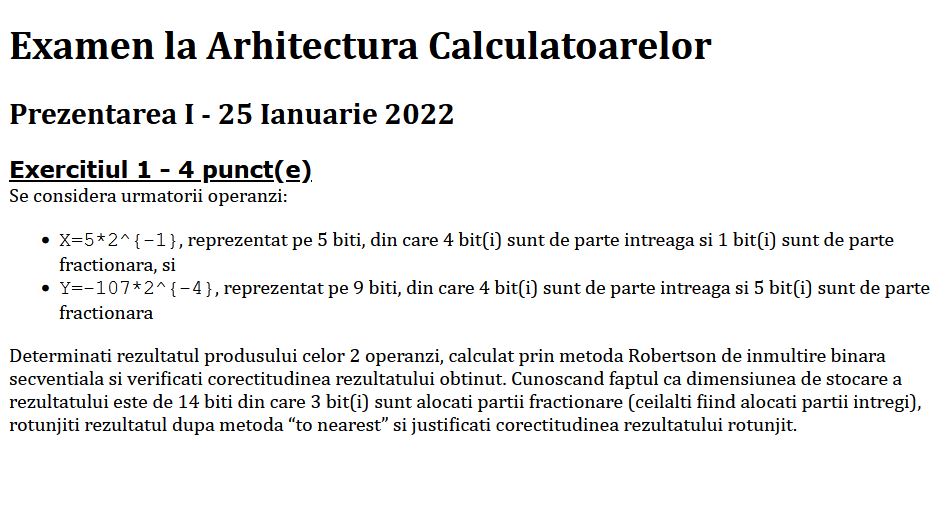 Examen la Arhitectura Calculatoarelor
Prezentarea I - 25 Ianuarie 2022
Exercitiul 1 - 4 punct(e)
Se considera urmatorii operanzi:
• X=5*2^{-1}, reprezentat pe 5 biti, din care 4 bit(i) sunt de parte intreaga si 1 bit(i) sunt de parte
fractionara, si
• Y=-107*2^{-4}, reprezentat pe 9 biti, din care 4 bit(i) sunt de parte intreaga si 5 bit(i) sunt de parte
fractionara
Determinati rezultatul produsului celor 2 operanzi, calculat prin metoda Robertson de inmultire binara
secventiala si verificati corectitudinea rezultatului obtinut. Cunoscand faptul ca dimensiunea de stocare a
rezultatului este de 14 biti din care 3 bit(i) sunt alocati partii fractionare (ceilalti fiind alocati partii intregi),
rotunjiti rezultatul dupa metoda “to nearest” si justificati corectitudinea rezultatului rotunjit.